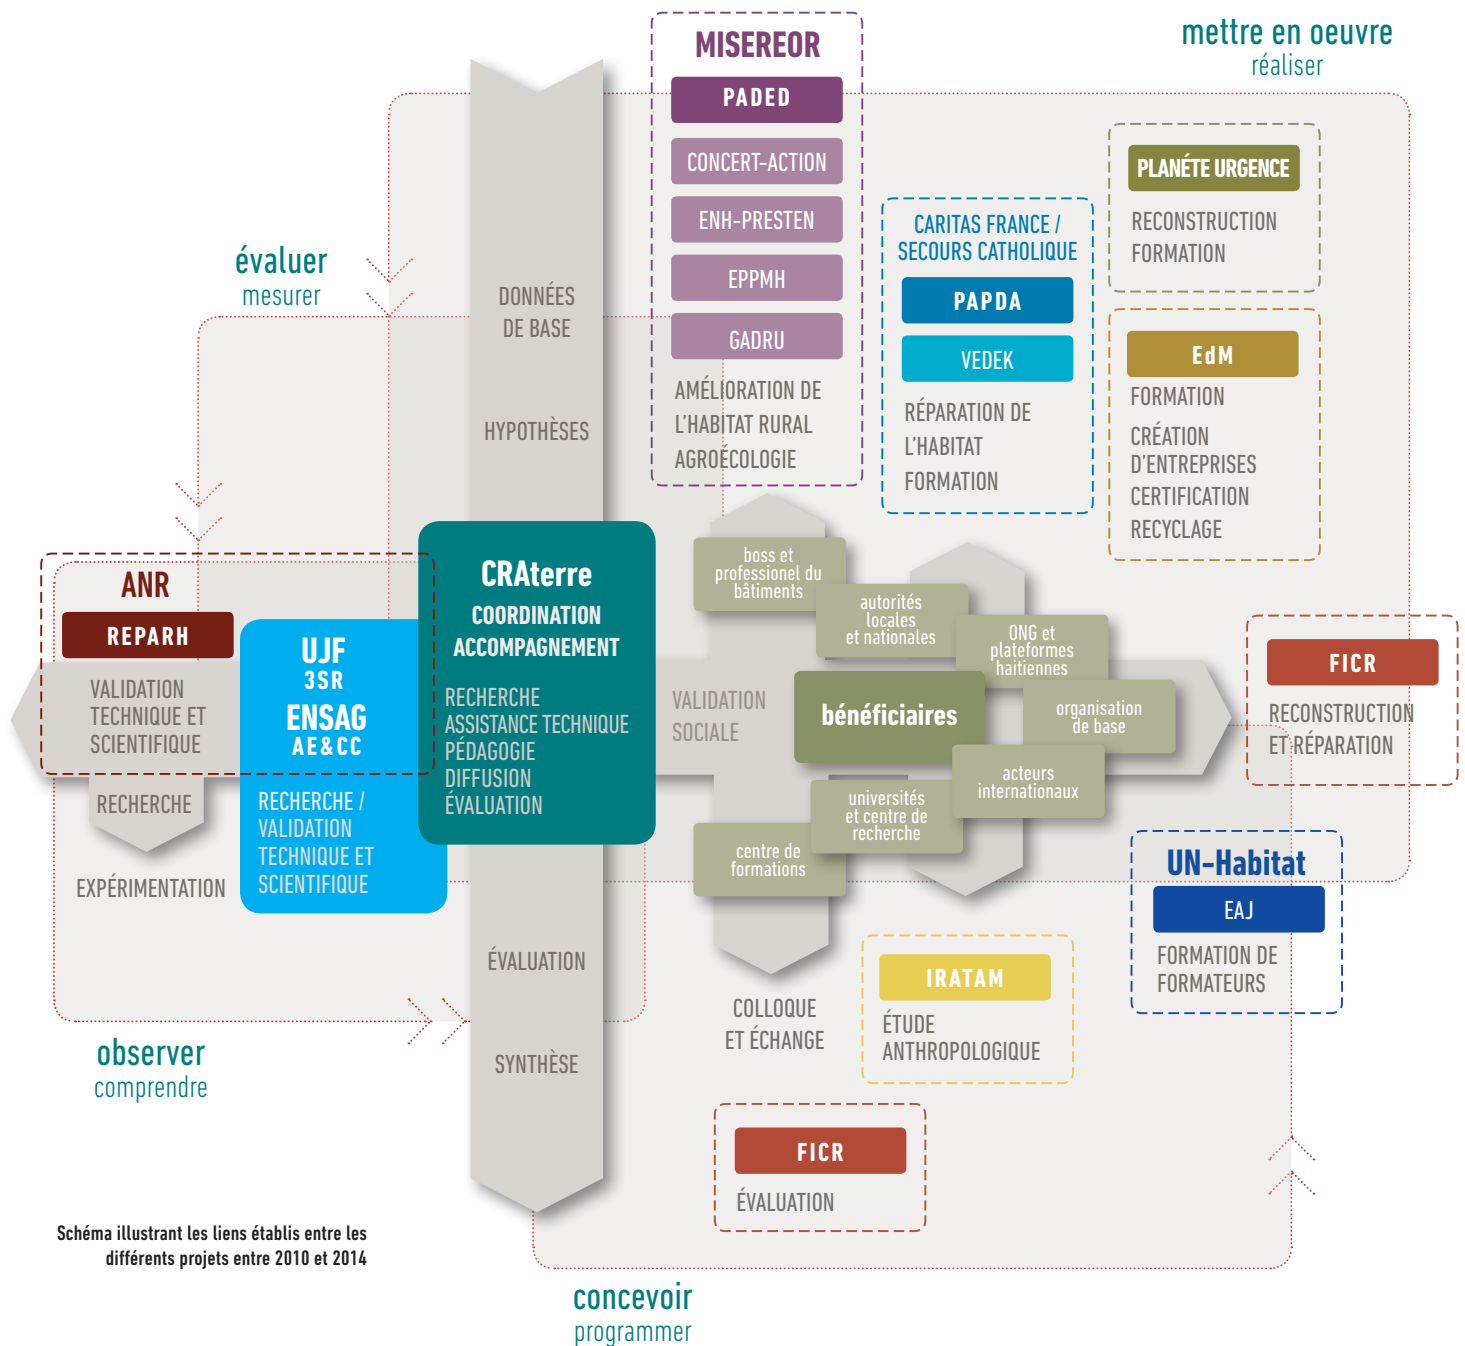 mettre en oeuvre
réaliser
MISEREOR
PADED
CONCERT-ACTION
ENH-PRESTEN
EPPMH
GADRU
AMÉLIORATION DE
L'HABITAT RURAL
AGROÉCOLOGIE
CARITAS FRANCE /
SECOURS CATHOLIQUE
PAPDA
VEDEK
RÉPARATION DE
L'HABITAT
FORMATION
PLANÉTE URGENCE
RECONSTRUCTION
FORMATION
EdM
FORMATION
CRÉATION
D'ENTREPRISES
CERTIFICATION
RECYCLAGE
évaluer
mesurer
DONNÉES
DE BASE
HYPOTHÈSES
ANR
REPARH
VALIDATION
TECHNIQUE ET
SCIENTIFIQUE
RECHERCHE
EXPÉRIMENTATION
UJF
3SR
ENSAG
AE&CC
RECHERCHE /
VALIDATION
TECHNIQUE ET
SCIENTIFIQUE
CRAterre
COORDINATION
ACCOMPAGNEMENT
RECHERCHE
ASSISTANCE TECHNIQUE
PÉDAGOGIE
DIFFUSION
ÉVALUATION
VALIDATION
SOCIALE
boss et
professionel du
bâtiments
autorités
locales
et nationales
ONG et
plateformes
haitiennes
bénéficiaires
organisation
de base
acteurs
internationaux
universités
et centre de
recherche
centre de
formations
FICR
RECONSTRUCTION
ET RÉPARATION
UN-Habitat
EAJ
FORMATION DE
FORMATEURS
ÉVALUATION
SYNTHÈSE
COLLOQUE
ET ÉCHANGE
IRATAM
ÉTUDE
ANTHROPOLOGIQUE
FICR
ÉVALUATION
observer
comprendre
Schéma illustrant les liens établis entre les
différents projets entre 2010 et 2014
concevoir
programmer